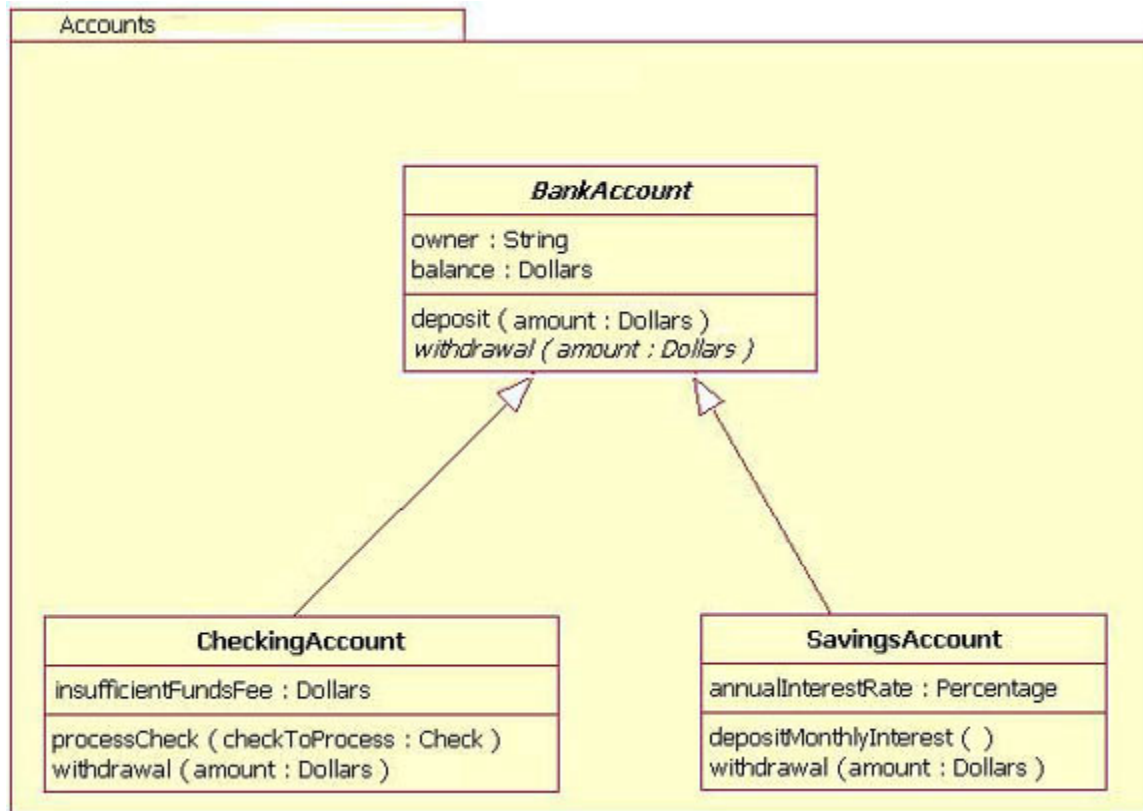 Accounts
BankAccount
owner : String
balance : Dollars
deposit ( amount : Dollars )
withdrawal ( amount : Dollars )
CheckingAccount
insufficientFundsFee : Dollars
processCheck ( checkToProcess : Check )
withdrawal ( amount : Dollars )
SavingsAccount
annualInterestRate : Percentage
depositMonthlyInterest ( )
withdrawal ( amount : Dollars )